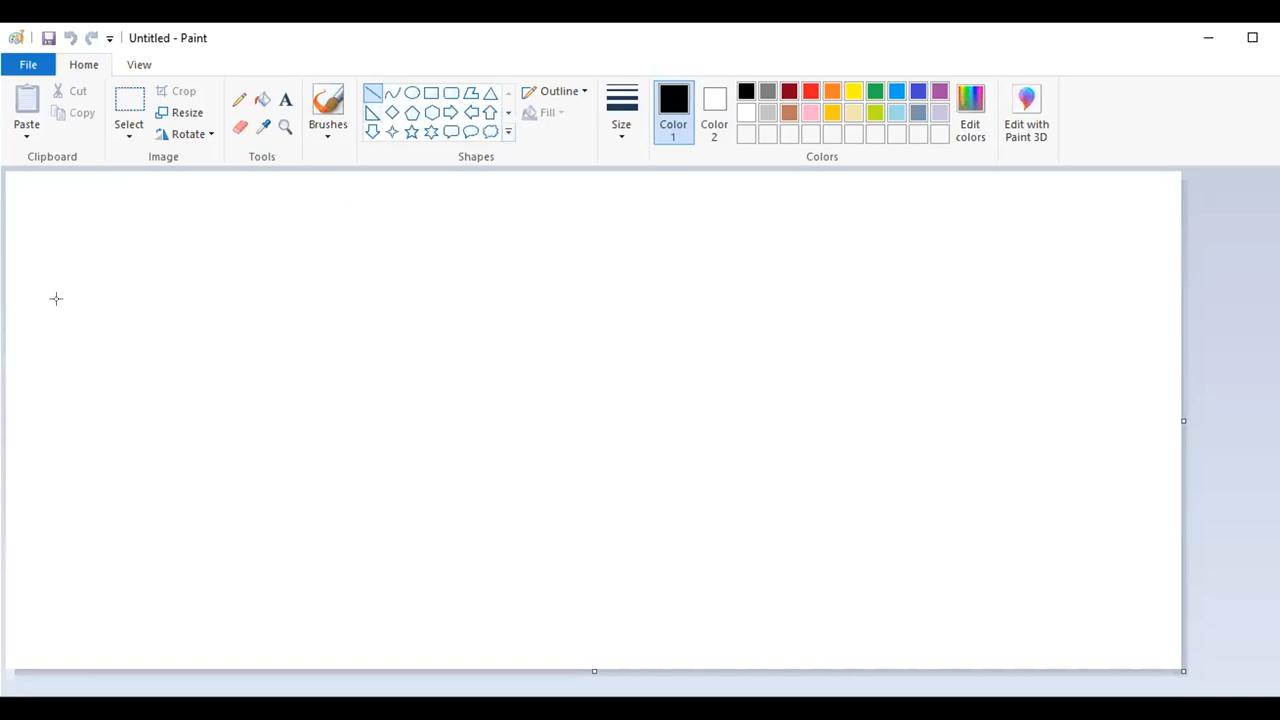 Untitled - Paint
File Home View
Paste Cut Copy Clipboard
Select Crop Resize Rotate Image
A
Tools
Brushes
Outline Fill Shapes
Size
Color 1 Color 2 Edit colors Colors
Edit with Paint 3D